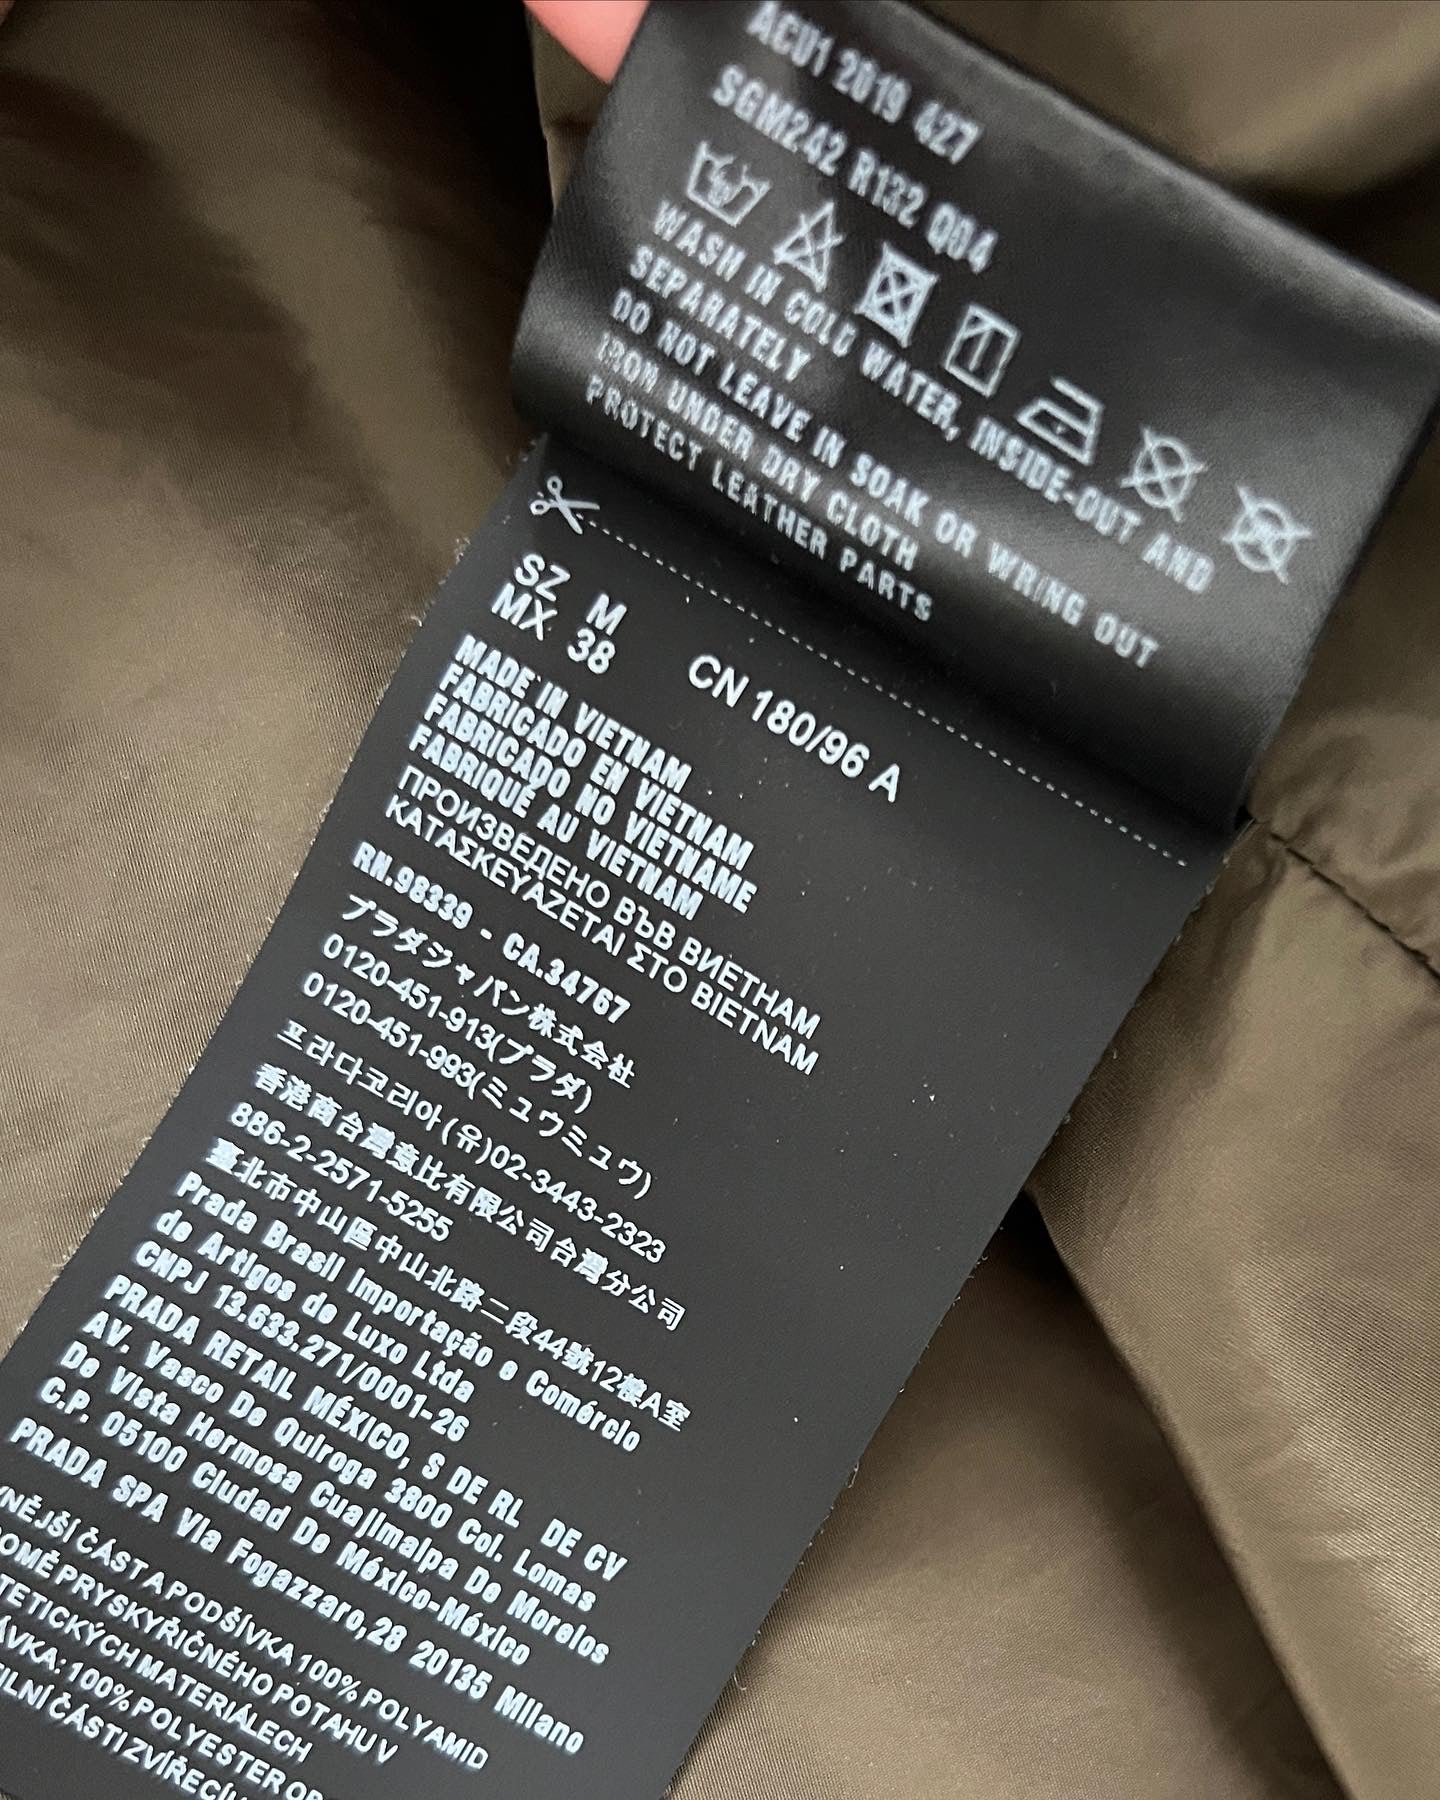 ACU1 2019 427
SGM242 R132 Q04
WASH IN COLD WATER, INSIDE-OUT AND
SEPARATELY
DO NOT LEAVE IN SOAK OR WRING OUT
IRON UNDER DRY CLOTH
PROTECT LEATHER PARTS
SZ M CN 180/96 A
MX 38
MADE IN VIETNAM
FABRICADO EN VIETNAM
FABRICADO NO VIETNAME
FABRIQUÉ AU VIETNAM
ПРОИЗВЕДЕНО ВЪВ ВИЕТНАМ
ΚΑΤΑΣΚΕΥΑΖΕΤΑΙ ΣΤΟ ΒΙΕΤΝΑΜ
RN.98339 - CA.34767
プラダジャパン株式会社
0120-451-913(プラダ)
0120-451-993(ミュウミュウ)
프라다코리아(유)02-3443-2323
香港商台灣意比有限公司台灣分公司
886-2-2571-5255
臺北市中山區中山北路二段44號12樓A室
Prada Brasil Importação e Comércio
de Artigos de Luxo Ltda
CNPJ 13.633.271/0001-26
PRADA RETAIL MÉXICO, S DE RL DE CV
AV. Vasco De Quiroga 3800 Col. Lomas
De Vista Hermosa Cuajimalpa De Morelos
C.P. 05100 Ciudad De México-México
PRADA SPA Via Fogazzaro,28 20135 Milano
ČÁST A PODŠÍVKA 100% POLYAMID
PRYSKYŘIČNÉHO POTAHU V
MATERIÁLECH
100% POLYESTER
ČÁSTI